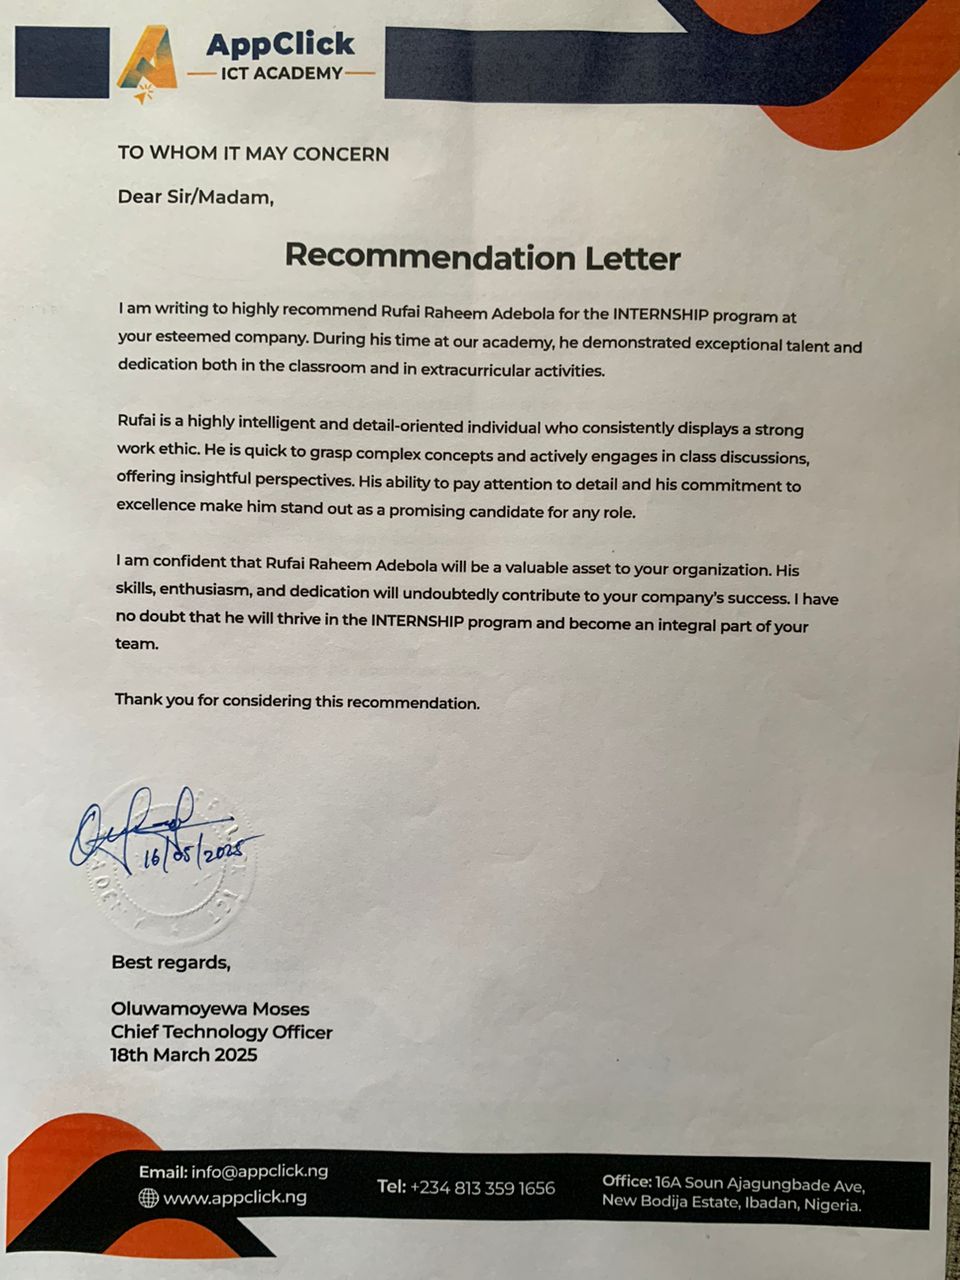 AppClick
ICT ACADEMY
TO WHOM IT MAY CONCERN
Dear Sir/Madam,
Recommendation Letter
I am writing to highly recommend Rufai Raheem Adebola for the INTERNSHIP program at
your esteemed company. During his time at our academy, he demonstrated exceptional talent and
dedication both in the classroom and in extracurricular activities.
Rufai is a highly intelligent and detail-oriented individual who consistently displays a strong
work ethic. He is quick to grasp complex concepts and actively engages in class discussions,
offering insightful perspectives. His ability to pay attention to detail and his commitment to
excellence make him stand out as a promising candidate for any role.
I am confident that Rufai Raheem Adebola will be a valuable asset to your organization. His
skills, enthusiasm, and dedication will undoubtedly contribute to your company's success. I have
no doubt that he will thrive in the INTERNSHIP program and become an integral part of your
team.
Thank you for considering this recommendation.
16/05/2025
Best regards,
Oluwamoyewa Moses
Chief Technology Officer
18th March 2025
Email: info@appclick.ng
www.appclick.ng
Tel: +234 813 359 1656
Office: 16A Soun Ajagungbade Ave,
New Bodija Estate, Ibadan, Nigeria.